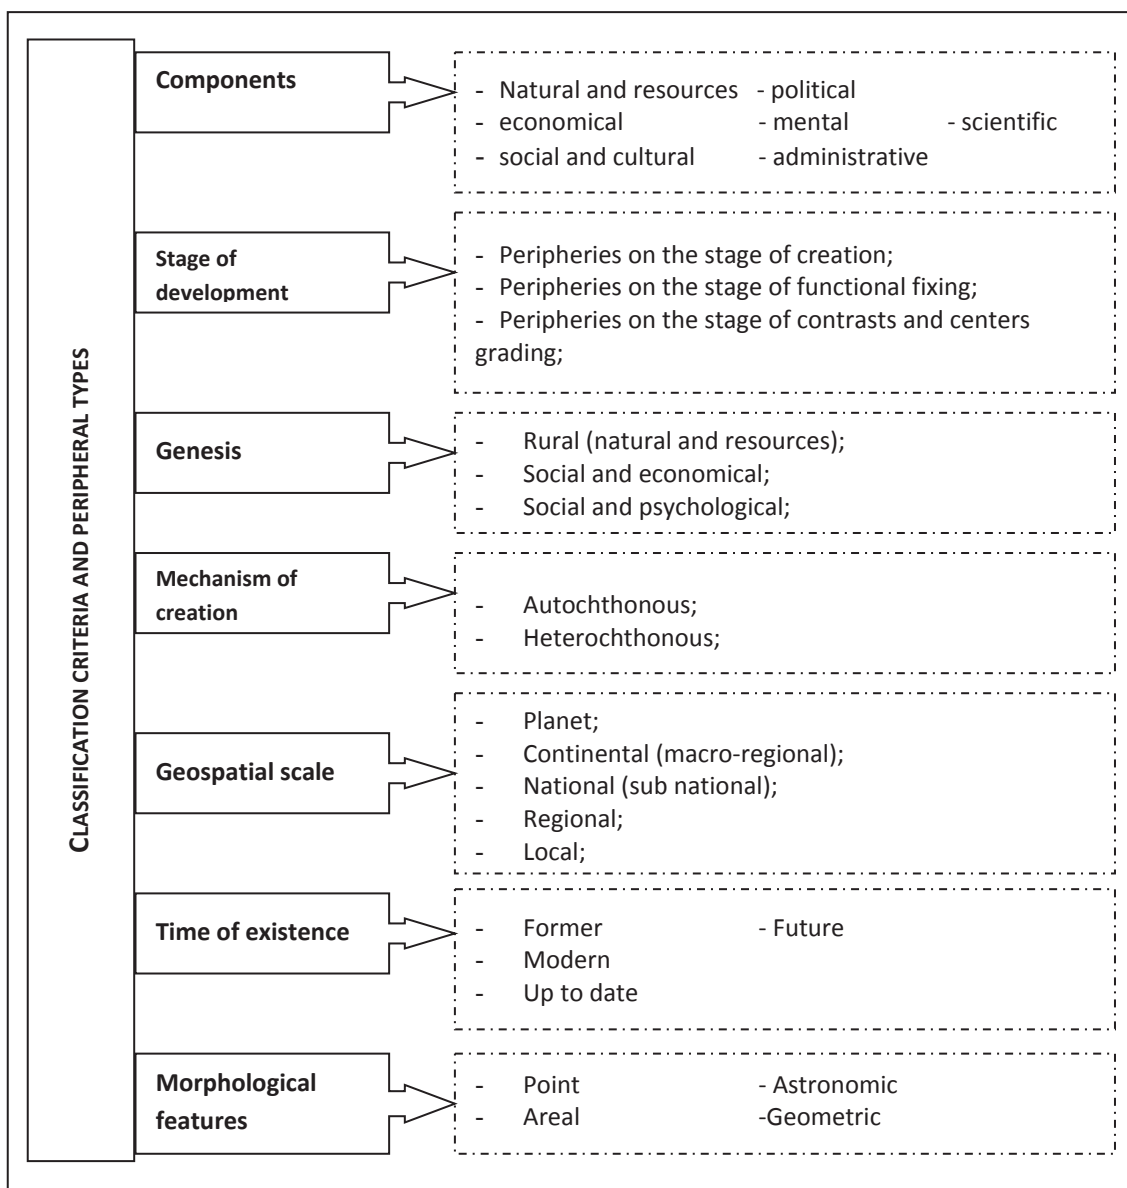 CLASSIFICATION CRITERIA AND PERIPHERAL TYPES
Components
- Natural and resources - political
- economical - mental - scientific
- social and cultural - administrative
Stage of
development
- Peripheries on the stage of creation;
- Peripheries on the stage of functional fixing;
- Peripheries on the stage of contrasts and centers
grading;
Genesis
- Rural (natural and resources);
- Social and economical;
- Social and psychological;
Mechanism of
creation
- Autochthonous;
- Heterochthonous;
Geospatial scale
- Planet;
- Continental (macro-regional);
- National (sub national);
- Regional;
- Local;
Time of existence
- Former - Future
- Modern
- Up to date
Morphological
features
- Point - Astronomic
- Areal -Geometric